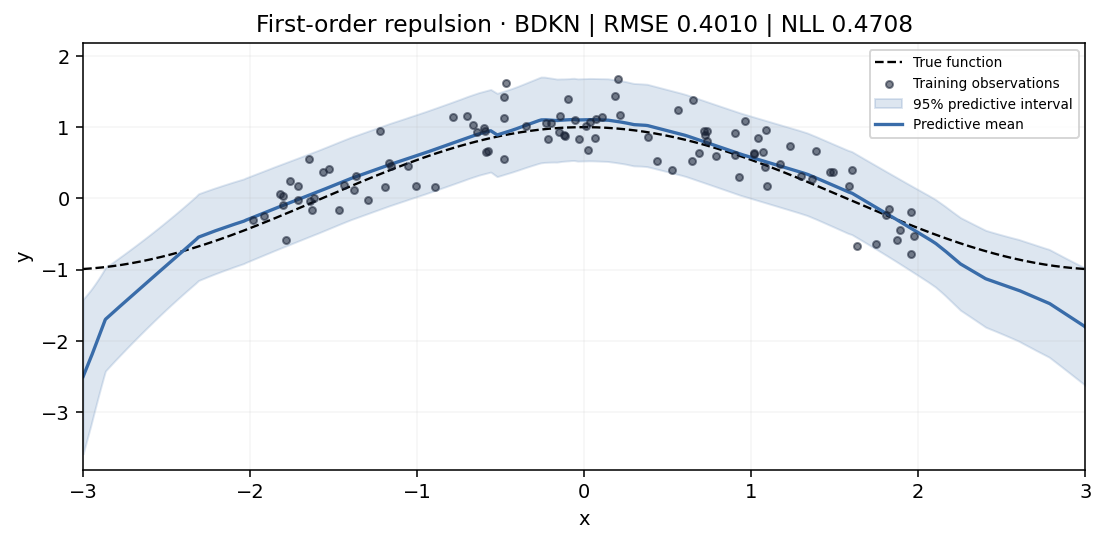 First-order repulsion · BDKN | RMSE 0.4010 | NLL 0.4708
True function
Training observations
95% predictive interval
Predictive mean
y
2
1
0
−1
−2
−3
−3
−2
−1
0
1
2
3
x